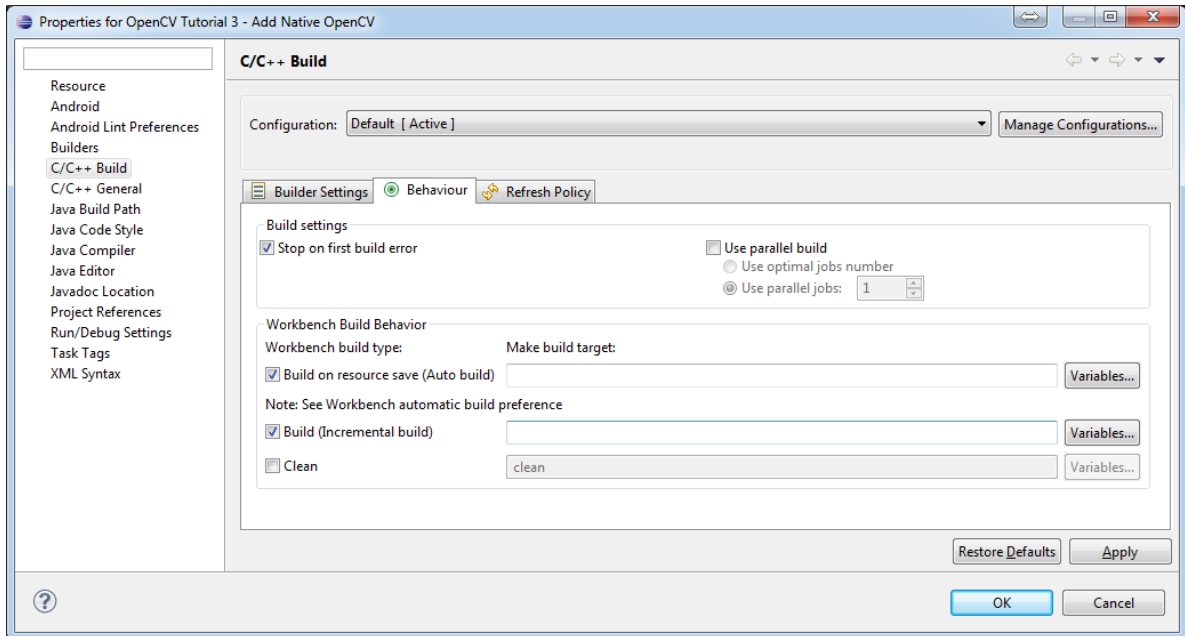 Properties for OpenCV Tutorial 3 - Add Native OpenCV
C/C++ Build
Resource
Android
Android Lint Preferences
Builders
C/C++ Build
C/C++ General
Java Build Path
Java Code Style
Java Compiler
Java Editor
Javadoc Location
Project References
Run/Debug Settings
Task Tags
XML Syntax
Configuration: Default [ Active ] Manage Configurations...
Builder Settings Behaviour Refresh Policy
Build settings
Stop on first build error Use parallel build
Use optimal jobs number
Use parallel jobs: 1
Workbench Build Behavior
Workbench build type: Make build target:
Build on resource save (Auto build) Variables...
Note: See Workbench automatic build preference
Build (Incremental build) Variables...
Clean clean Variables...
Restore Defaults Apply
? OK Cancel